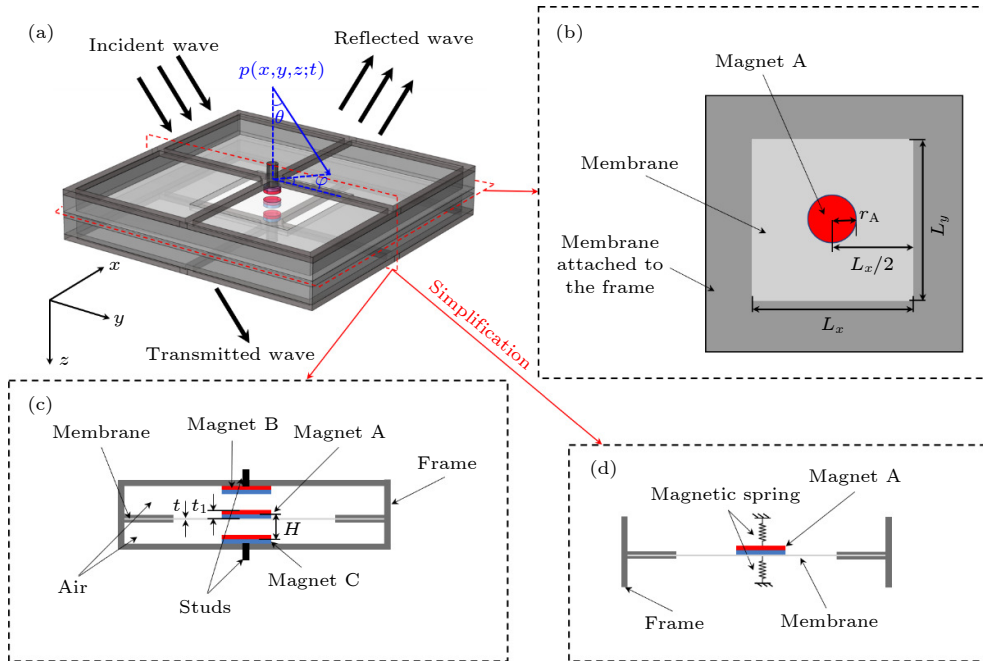 (a)
Incident wave
Reflected wave
p(x,y,z;t)
θ
φ
x
y
z
Transmitted wave
Simplification
(b)
Magnet A
Membrane
r_A
L_y
Membrane
attached to
the frame
L_x/2
L_x
(c)
Magnet B
Membrane
Magnet A
Frame
t
t_1
H
Air
Magnet C
Studs
(d)
Magnet A
Magnetic spring
Frame
Membrane